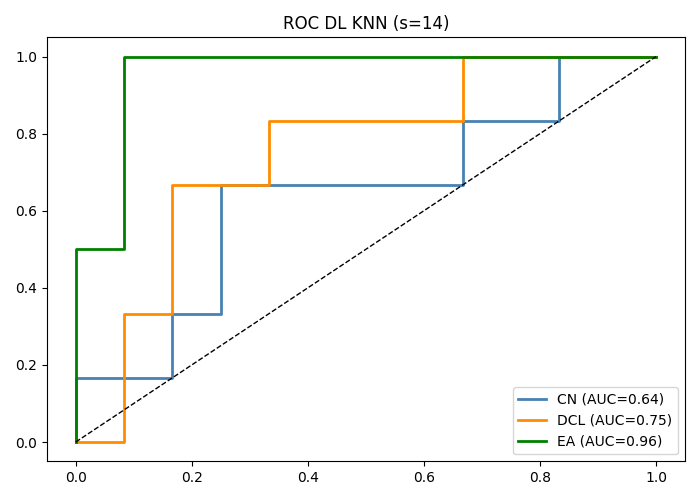 ROC DL KNN (s=14)
1.0
0.8
0.6
0.4
0.2
0.0
0.0 0.2 0.4 0.6 0.8 1.0
CN (AUC=0.64)
DCL (AUC=0.75)
EA (AUC=0.96)